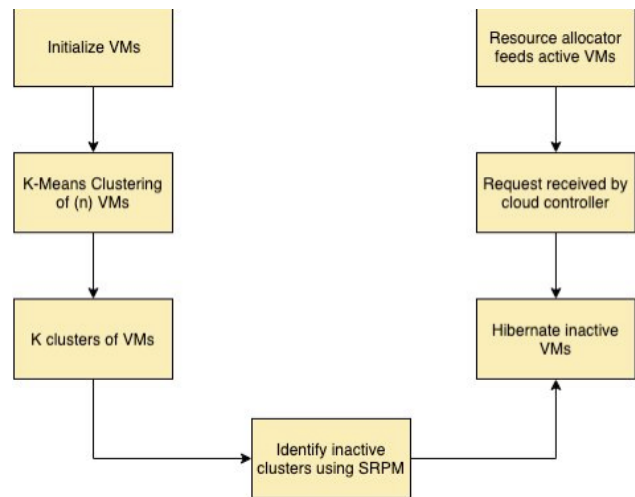 Initialize VMs
Resource allocator
feeds active VMs
K-Means Clustering
of (n) VMs
Request received by
cloud controller
K clusters of VMs
Hibernate inactive
VMs
Identify inactive
clusters using SRPM